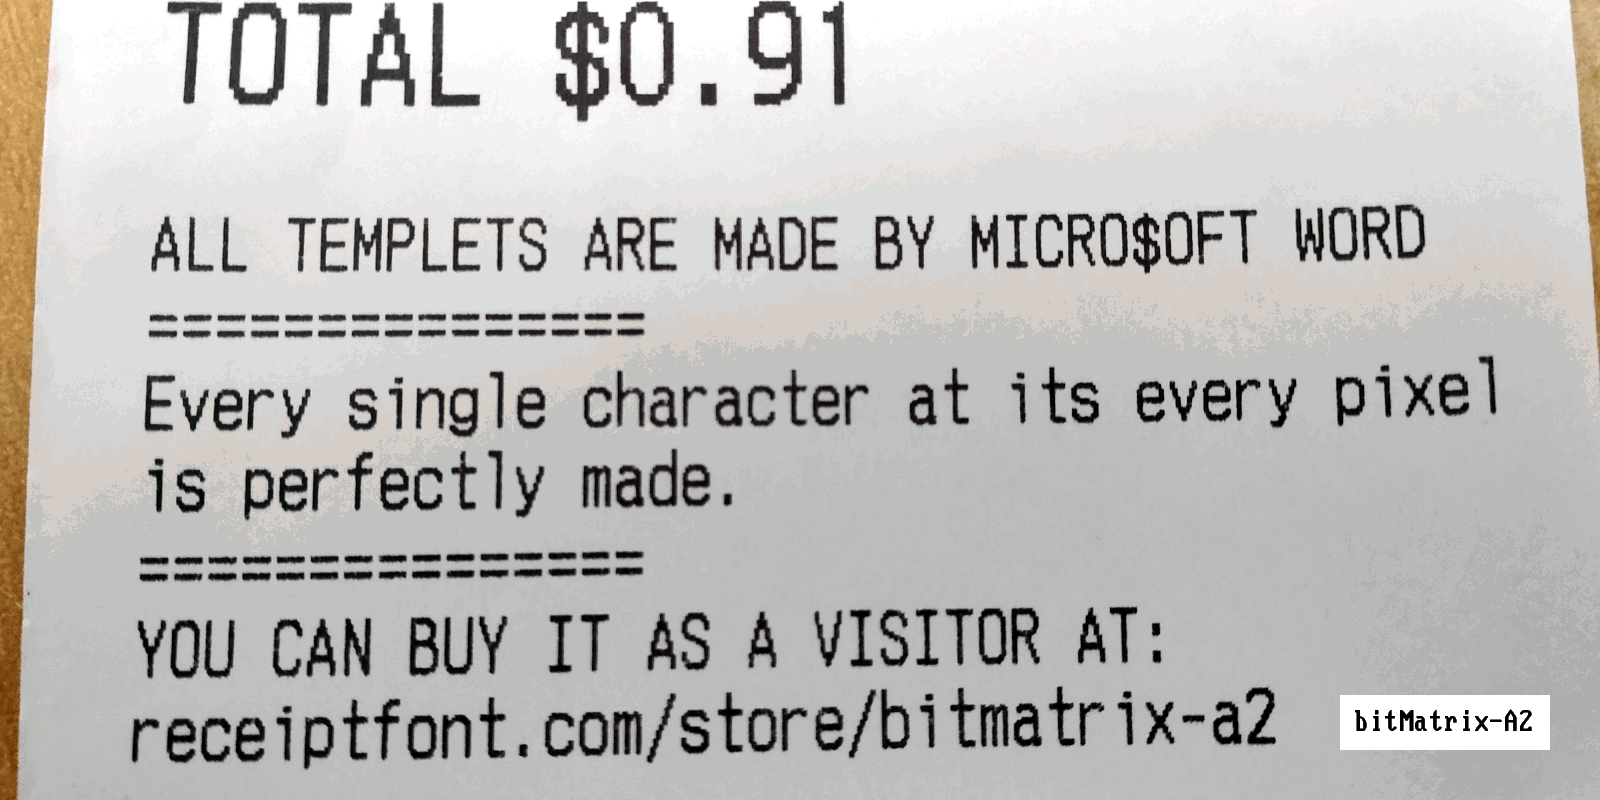 TOTAL $0.91
ALL TEMPLETS ARE MADE BY MICRO$OFT WORD
===============
Every single character at its every pixel
is perfectly made.
===============
YOU CAN BUY IT AS A VISITOR AT:
receiptfont.com/store/bitmatrix-a2
bitMatrix-A2